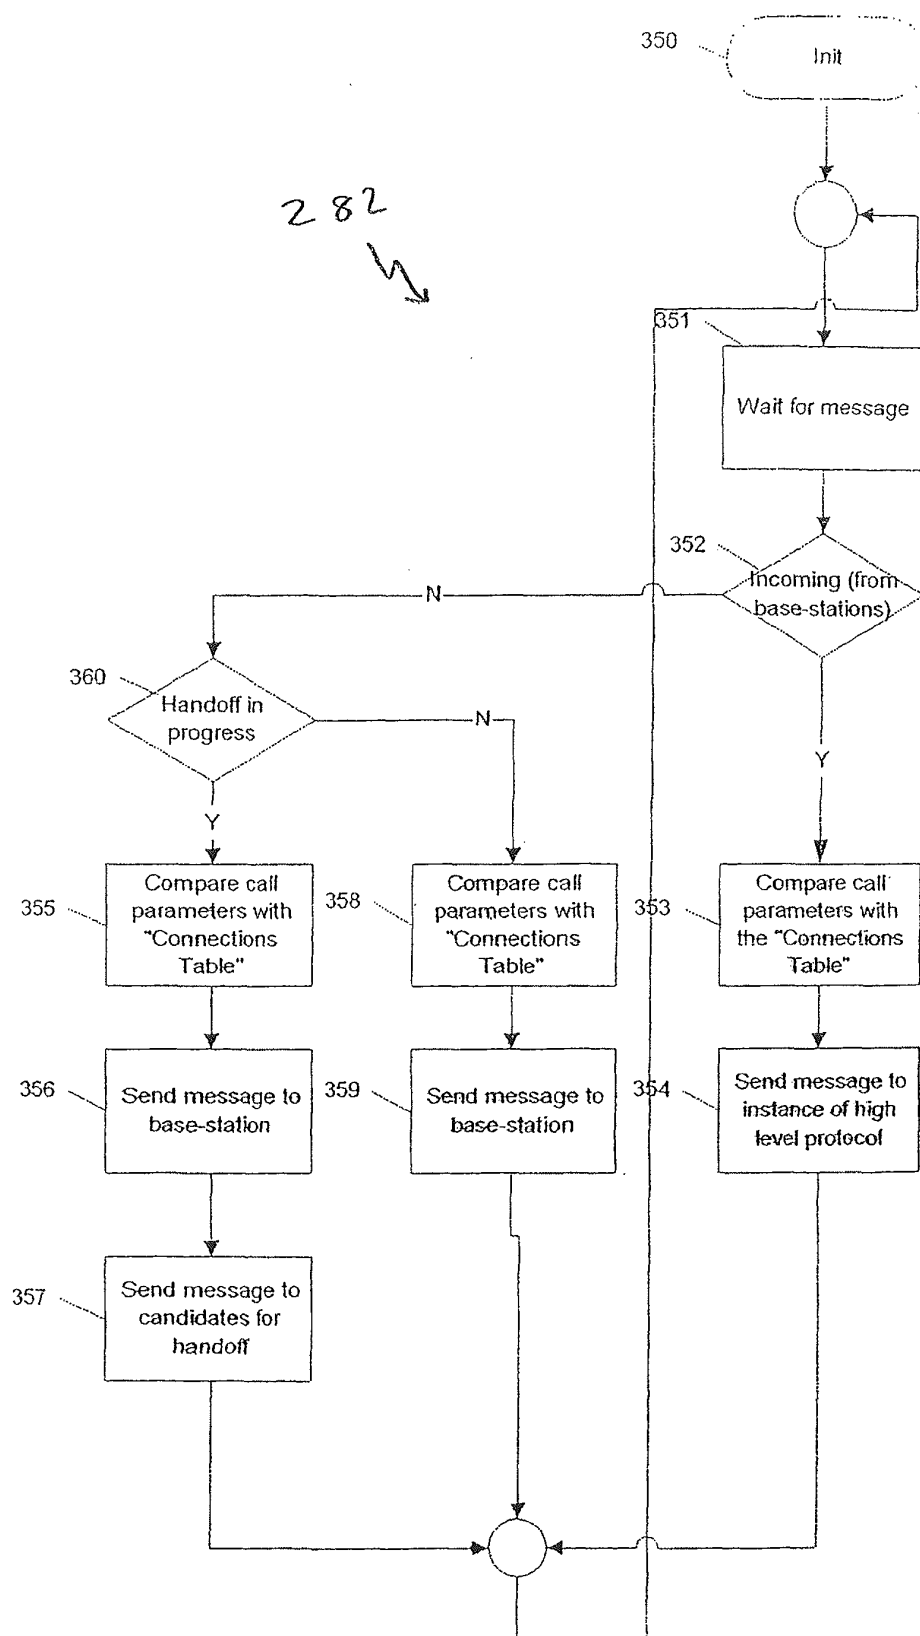 350
Init
282
351
Wait for message
352
Incoming (from
base-stations)
N
360
Handoff in
progress
N
Y
Y
355
Compare call
parameters with
"Connections
Table"
358
Compare call
parameters with
"Connections
Table"
353
Compare call
parameters with
the "Connections
Table"
356
Send message to
base-station
359
Send message to
base-station
354
Send message to
instance of high
level protocol
357
Send message to
candidates for
handoff